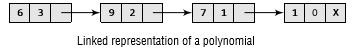 6 3 9 2 7 1 1 0 X
Linked representation of a polynomial